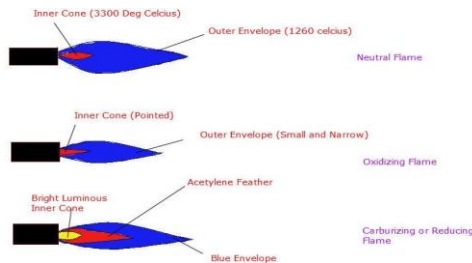 Inner Cone (3300 Deg Celcius)
Outer Envelope (1260 celcius)
Neutral Flame
Inner Cone (Pointed)
Outer Envelope (Small and Narrow)
Oxidizing Flame
Acetylene Feather
Bright Luminous
Inner Cone
Carburizing or Reducing
Flame
Blue Envelope